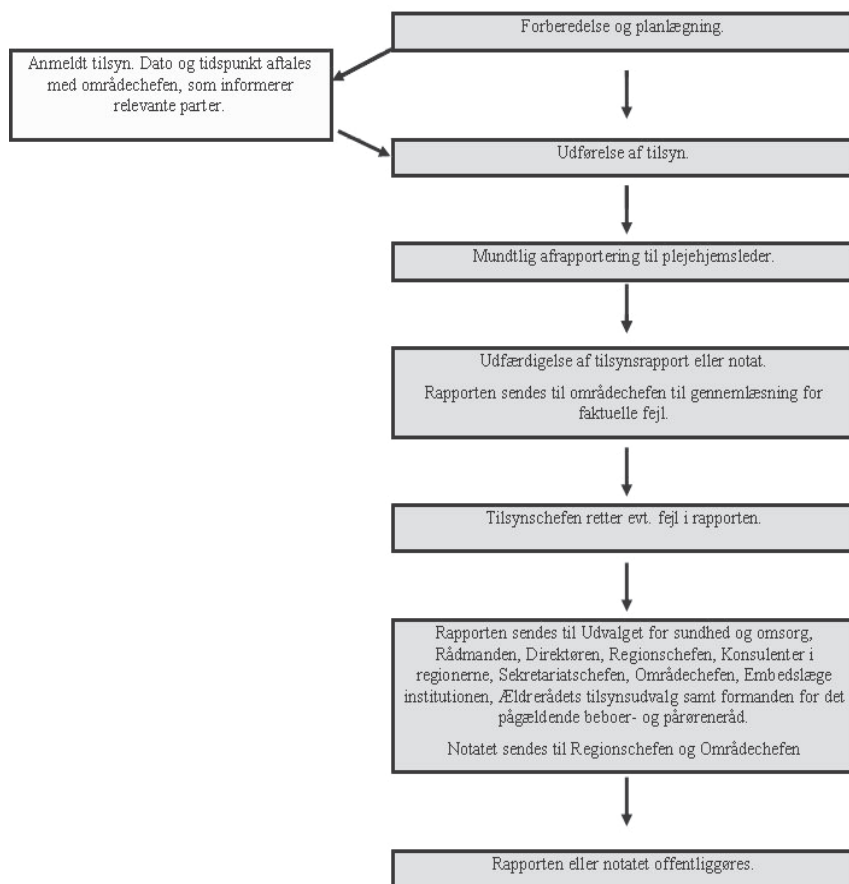 Forberedelse og planlægning.
Anmeldt tilsyn. Dato og tidspunkt aftales
med områdechefen, som informerer
relevante parter.
Udførelse af tilsyn.
Mundtlig afrapportering til plejehjemsleder.
Udfærdigelse af tilsynsrapport eller notat.
Rapporten sendes til områdechefen til gennemlæsning for
faktuelle fejl.
Tilsynschefen retter evt. fejl i rapporten.
Rapporten sendes til Udvalget for sundhed og omsorg,
Rådmanden, Direktøren, Regionschefen, Konsulenter i
regionerne, Sekretariatschefen, Områdechefen, Embedslæge
institutionen, Ældrerådets tilsynsudvalg samt formanden for det
pågældende beboer- og pårøreneråd.
Notatet sendes til Regionschefen og Områdechefen
Rapporten eller notatet offentliggøres.